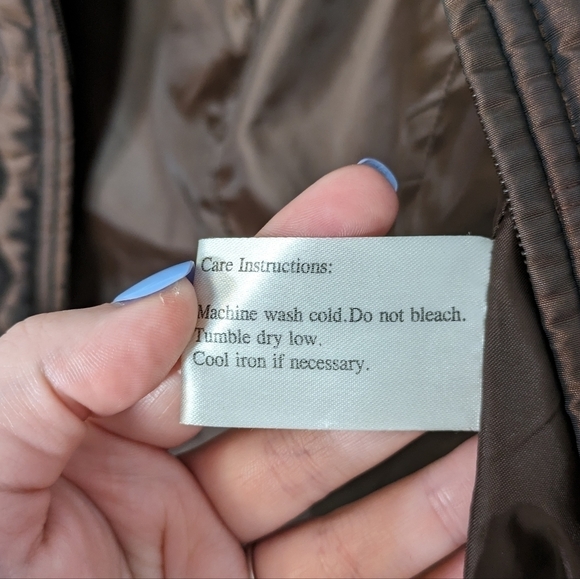 Care Instructions:
Machine wash cold.Do not bleach.
Tumble dry low.
Cool iron if necessary.